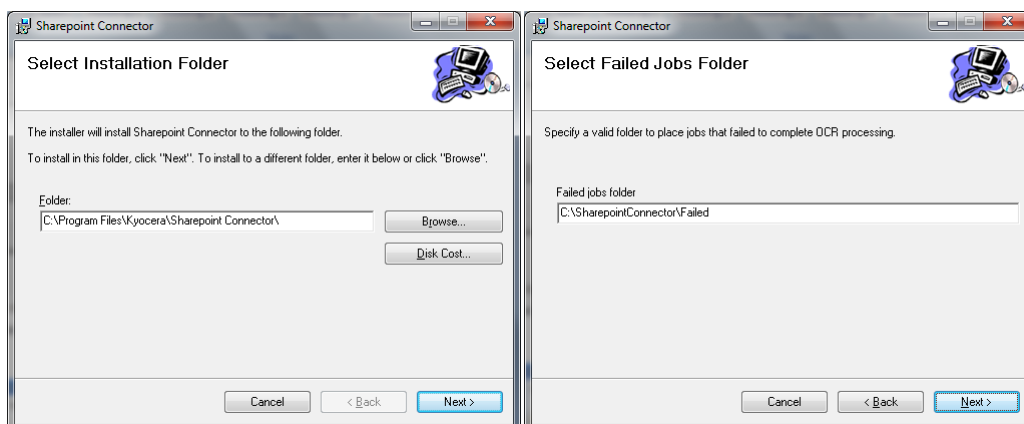 Sharepoint Connector
Select Installation Folder
The installer will install Sharepoint Connector to the following folder.
To install in this folder, click "Next". To install to a different folder, enter it below or click "Browse".
Folder:
C:\Program Files\Kyocera\Sharepoint Connector\
Browse...
Disk Cost...
Cancel
< Back
Next >
Sharepoint Connector
Select Failed Jobs Folder
Specify a valid folder to place jobs that failed to complete OCR processing.
Failed jobs folder
C:\SharepointConnector\Failed
Cancel
< Back
Next >